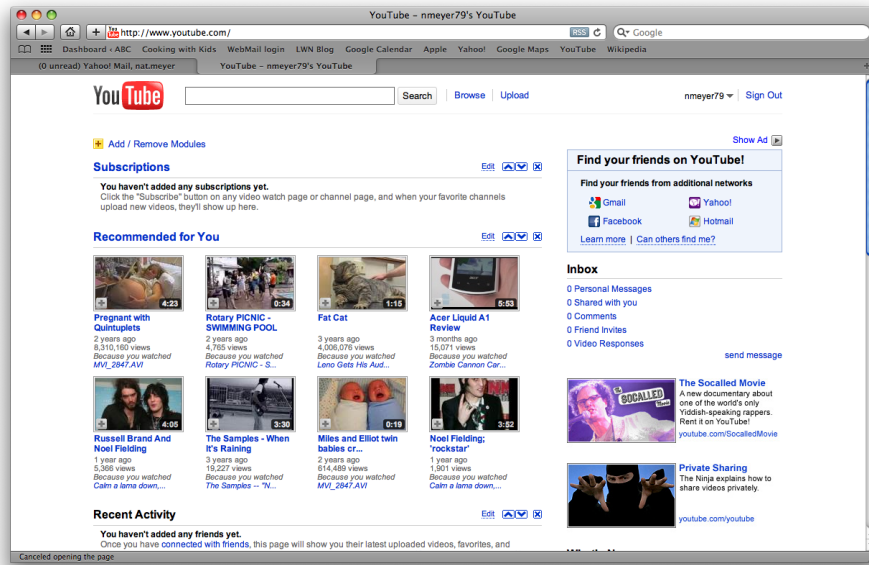 YouTube – nmeyer79's YouTube
http://www.youtube.com/
RSS
Google
Dashboard ‹ ABC Cooking with Kids WebMail login LWN Blog Google Calendar Apple Yahoo! Google Maps YouTube Wikipedia
(0 unread) Yahoo! Mail, nat.meyer YouTube – nmeyer79's YouTube
YouTube
Search Browse Upload nmeyer79 Sign Out
Add / Remove Modules
Show Ad
Subscriptions Edit
You haven't added any subscriptions yet.
Click the "Subscribe" button on any video watch page or channel page, and when your favorite channels
upload new videos, they'll show up here.
Recommended for You Edit
4:23 0:34 1:15 5:53
Pregnant with Quintuplets
2 years ago
8,310,160 views
Because you watched
MVI_2847.AVI
Rotary PICNIC - SWIMMING POOL
2 years ago
4,765 views
Because you watched
Rotary PICNIC - S...
Fat Cat
3 years ago
4,006,076 views
Because you watched
Leno Gets His Aud...
Acer Liquid A1 Review
3 months ago
15,071 views
Because you watched
Zombie Cannon Car...
4:05 3:30 0:19 3:52
Russell Brand And Noel Fielding
1 year ago
5,366 views
Because you watched
Calm a lama down,...
The Samples - When It's Raining
3 years ago
19,227 views
Because you watched
The Samples -- "N...
Miles and Elliot twin babies cr...
2 years ago
614,489 views
Because you watched
MVI_2847.AVI
Noel Fielding; 'rockstar'
1 year ago
1,901 views
Because you watched
Calm a lama down,...
Recent Activity Edit
You haven't added any friends yet.
Once you have connected with friends, this page will show you their latest uploaded videos, favorites, and
Find your friends on YouTube!
Find your friends from additional networks
Gmail Yahoo!
Facebook Hotmail
Learn more | Can others find me?
Inbox
0 Personal Messages
0 Shared with you
0 Comments
0 Friend Invites
0 Video Responses
send message
THE SOCALLED Movie
The Socalled Movie
A new documentary about
one of the world's only
Yiddish-speaking rappers.
Rent it on YouTube!
youtube.com/SocalledMovie
Private Sharing
The Ninja explains how to
share videos privately.
youtube.com/youtube
Canceled opening the page